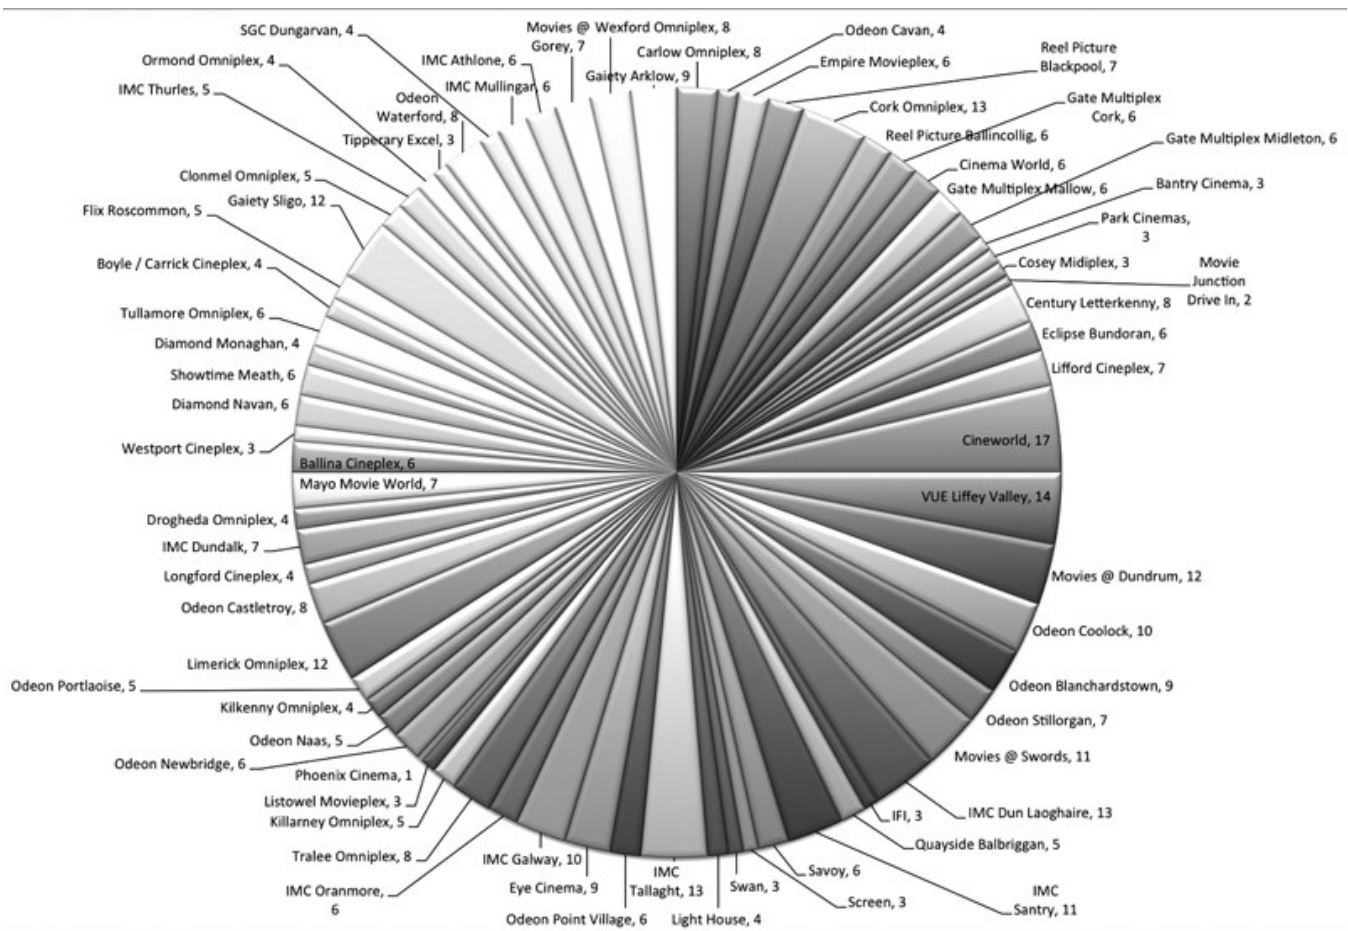 Carlow Omniplex, 8
Odeon Cavan, 4
Empire Movieplex, 6
Reel Picture
Blackpool, 7
Cork Omniplex, 13
Reel Picture Ballincollig, 6
Gate Multiplex
Cork, 6
Cinema World, 6
Gate Multiplex Midleton, 6
Gate Multiplex Mallow, 6
Bantry Cinema, 3
Park Cinemas,
3
Cosey Midiplex, 3
Movie
Junction
Drive In, 2
Century Letterkenny, 8
Eclipse Bundoran, 6
Lifford Cineplex, 7
Cineworld, 17
VUE Liffey Valley, 14
Movies @ Dundrum, 12
Odeon Coolock, 10
Odeon Blanchardstown, 9
Odeon Stillorgan, 7
Movies @ Swords, 11
IMC Dun Laoghaire, 13
IFI, 3
Quayside Balbriggan, 5
IMC
Santry, 11
Savoy, 6
Screen, 3
Swan, 3
Light House, 4
IMC
Tallaght, 13
Odeon Point Village, 6
Eye Cinema, 9
IMC Galway, 10
IMC Oranmore,
6
Tralee Omniplex, 8
Killarney Omniplex, 5
Listowel Movieplex, 3
Phoenix Cinema, 1
Odeon Newbridge, 6
Odeon Naas, 5
Kilkenny Omniplex, 4
Odeon Portlaoise, 5
Limerick Omniplex, 12
Odeon Castletroy, 8
Longford Cineplex, 4
IMC Dundalk, 7
Drogheda Omniplex, 4
Mayo Movie World, 7
Ballina Cineplex, 6
Westport Cineplex, 3
Diamond Navan, 6
Showtime Meath, 6
Diamond Monaghan, 4
Tullamore Omniplex, 6
Boyle / Carrick Cineplex, 4
Flix Roscommon, 5
Gaiety Sligo, 12
Clonmel Omniplex, 5
IMC Thurles, 5
Ormond Omniplex, 4
Tipperary Excel, 3
Odeon
Waterford, 8
SGC Dungarvan, 4
IMC Mullingar, 6
IMC Athlone, 6
Gorey, 7
Movies @ Wexford Omniplex, 8
Gaiety Arklow, 9